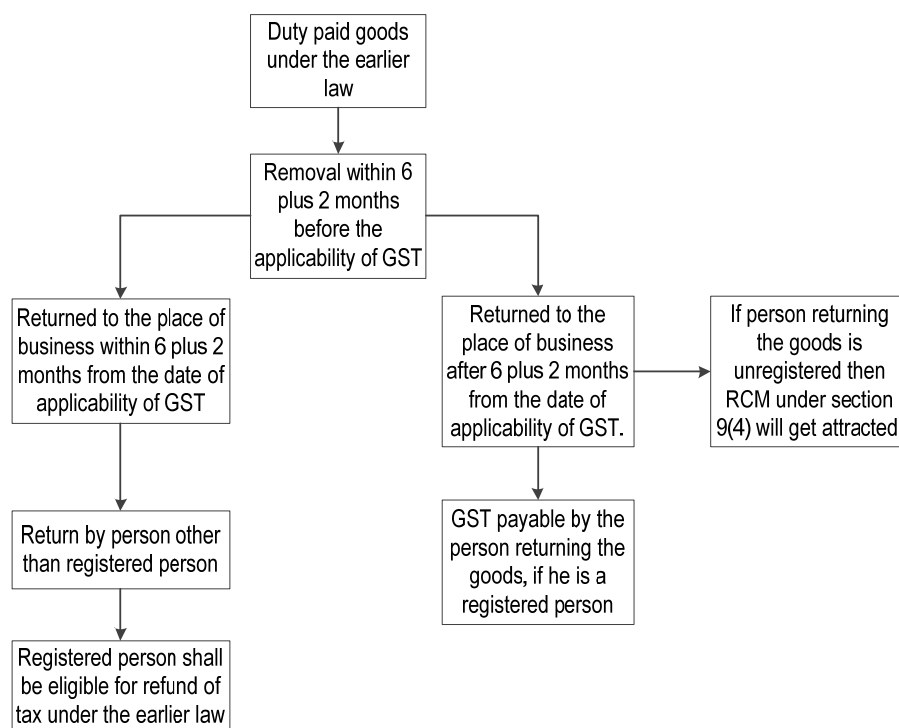 Duty paid goods
under the earlier
law
Removal within 6
plus 2 months
before the
applicability of GST
Returned to the place of
business within 6 plus 2
months from the date of
applicability of GST
Returned to the
place of business
after 6 plus 2 months
from the date of
applicability of GST.
If person returning
the goods is
unregistered then
RCM under section
9(4) will get attracted
Return by person other
than registered person
GST payable by the
person returning the
goods, if he is a
registered person
Registered person shall
be eligible for refund of
tax under the earlier law